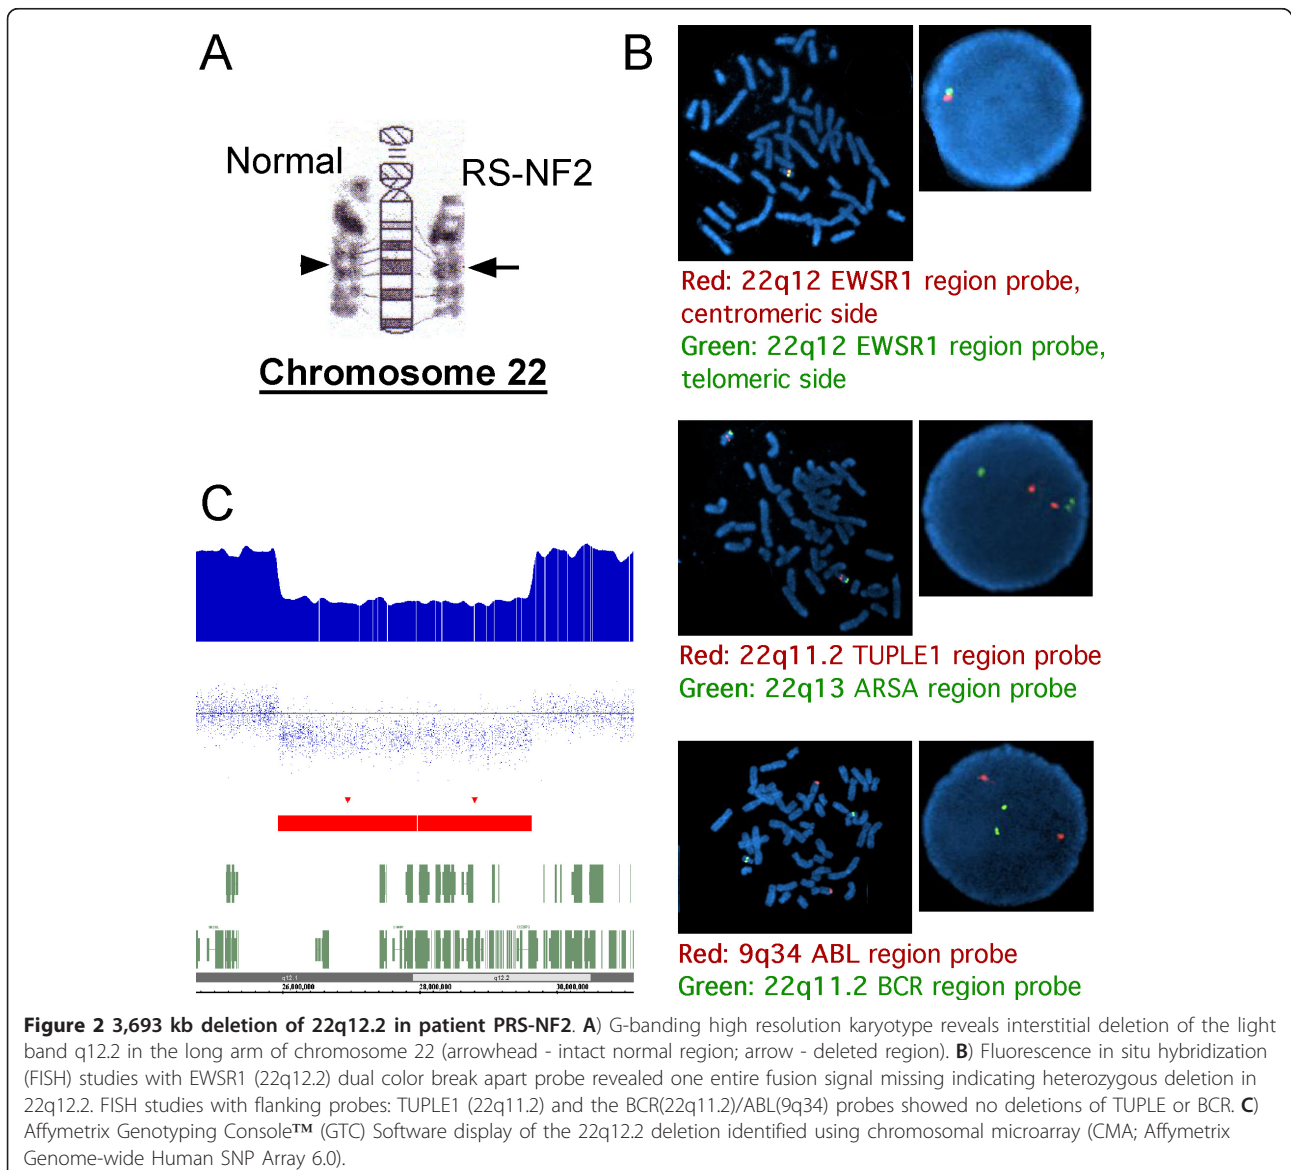 A
Normal
RS-NF2
Chromosome 22
B
Red: 22q12 EWSR1 region probe,
centromeric side
Green: 22q12 EWSR1 region probe,
telomeric side
Red: 22q11.2 TUPLE1 region probe
Green: 22q13 ARSA region probe
Red: 9q34 ABL region probe
Green: 22q11.2 BCR region probe
C
q12.1
q12.2
26,000,000
28,000,000
30,000,000
Figure 2 3,693 kb deletion of 22q12.2 in patient PRS-NF2. A) G-banding high resolution karyotype reveals interstitial deletion of the light
band q12.2 in the long arm of chromosome 22 (arrowhead - intact normal region; arrow - deleted region). B) Fluorescence in situ hybridization
(FISH) studies with EWSR1 (22q12.2) dual color break apart probe revealed one entire fusion signal missing indicating heterozygous deletion in
22q12.2. FISH studies with flanking probes: TUPLE1 (22q11.2) and the BCR(22q11.2)/ABL(9q34) probes showed no deletions of TUPLE or BCR. C)
Affymetrix Genotyping Console™ (GTC) Software display of the 22q12.2 deletion identified using chromosomal microarray (CMA; Affymetrix
Genome-wide Human SNP Array 6.0).